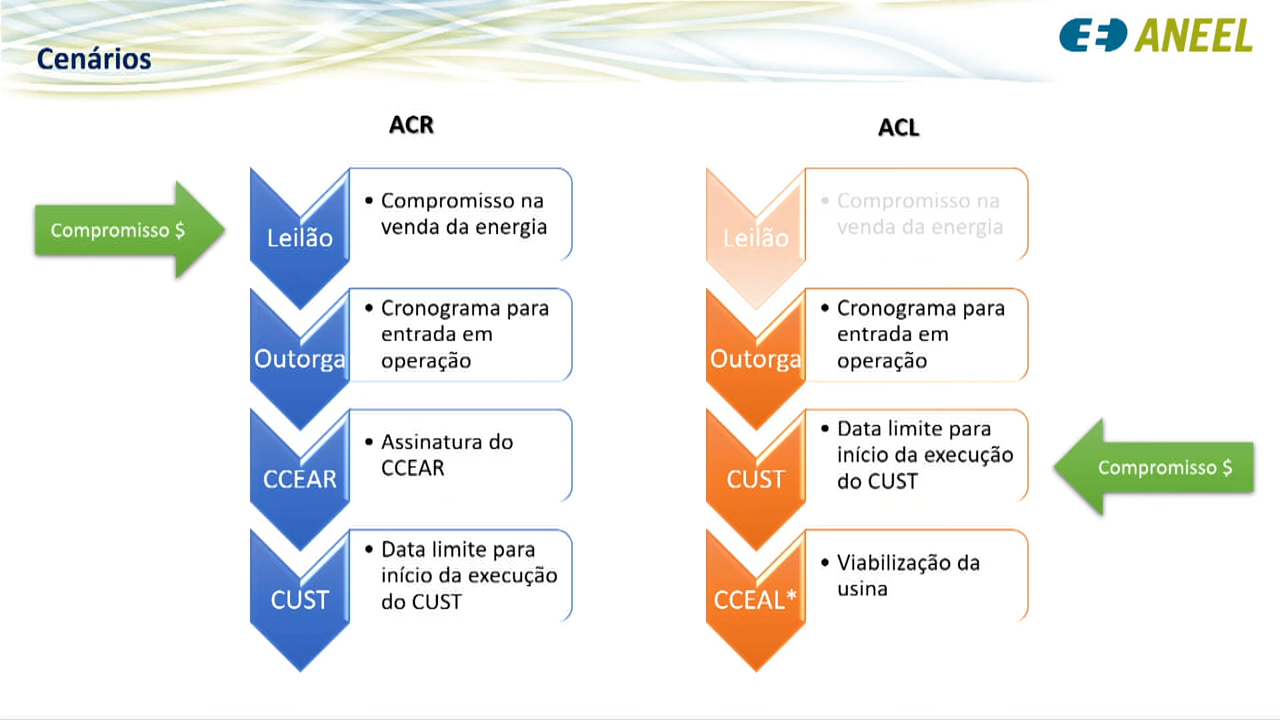 Cenários
ANEEL
ACR
Compromisso $
Leilão
• Compromisso na
venda da energia
Outorga
• Cronograma para
entrada em
operação
CCEAR
• Assinatura do
CCEAR
CUST
• Data limite para
início da execução
do CUST
ACL
Leilão
• Compromisso na
venda da energia
Outorga
• Cronograma para
entrada em
operação
CUST
• Data limite para
início da execução
do CUST
Compromisso $
CCEAL*
• Viabilização da
usina